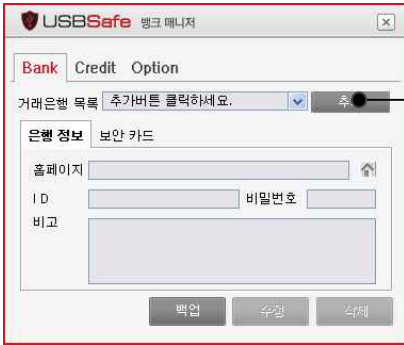 USBSafe 뱅크 매니저
Bank Credit Option
거래은행 목록 추가버튼 클릭하세요.
은행 정보 보안 카드
홈페이지
ID 비밀번호
비고
백업 수정 삭제